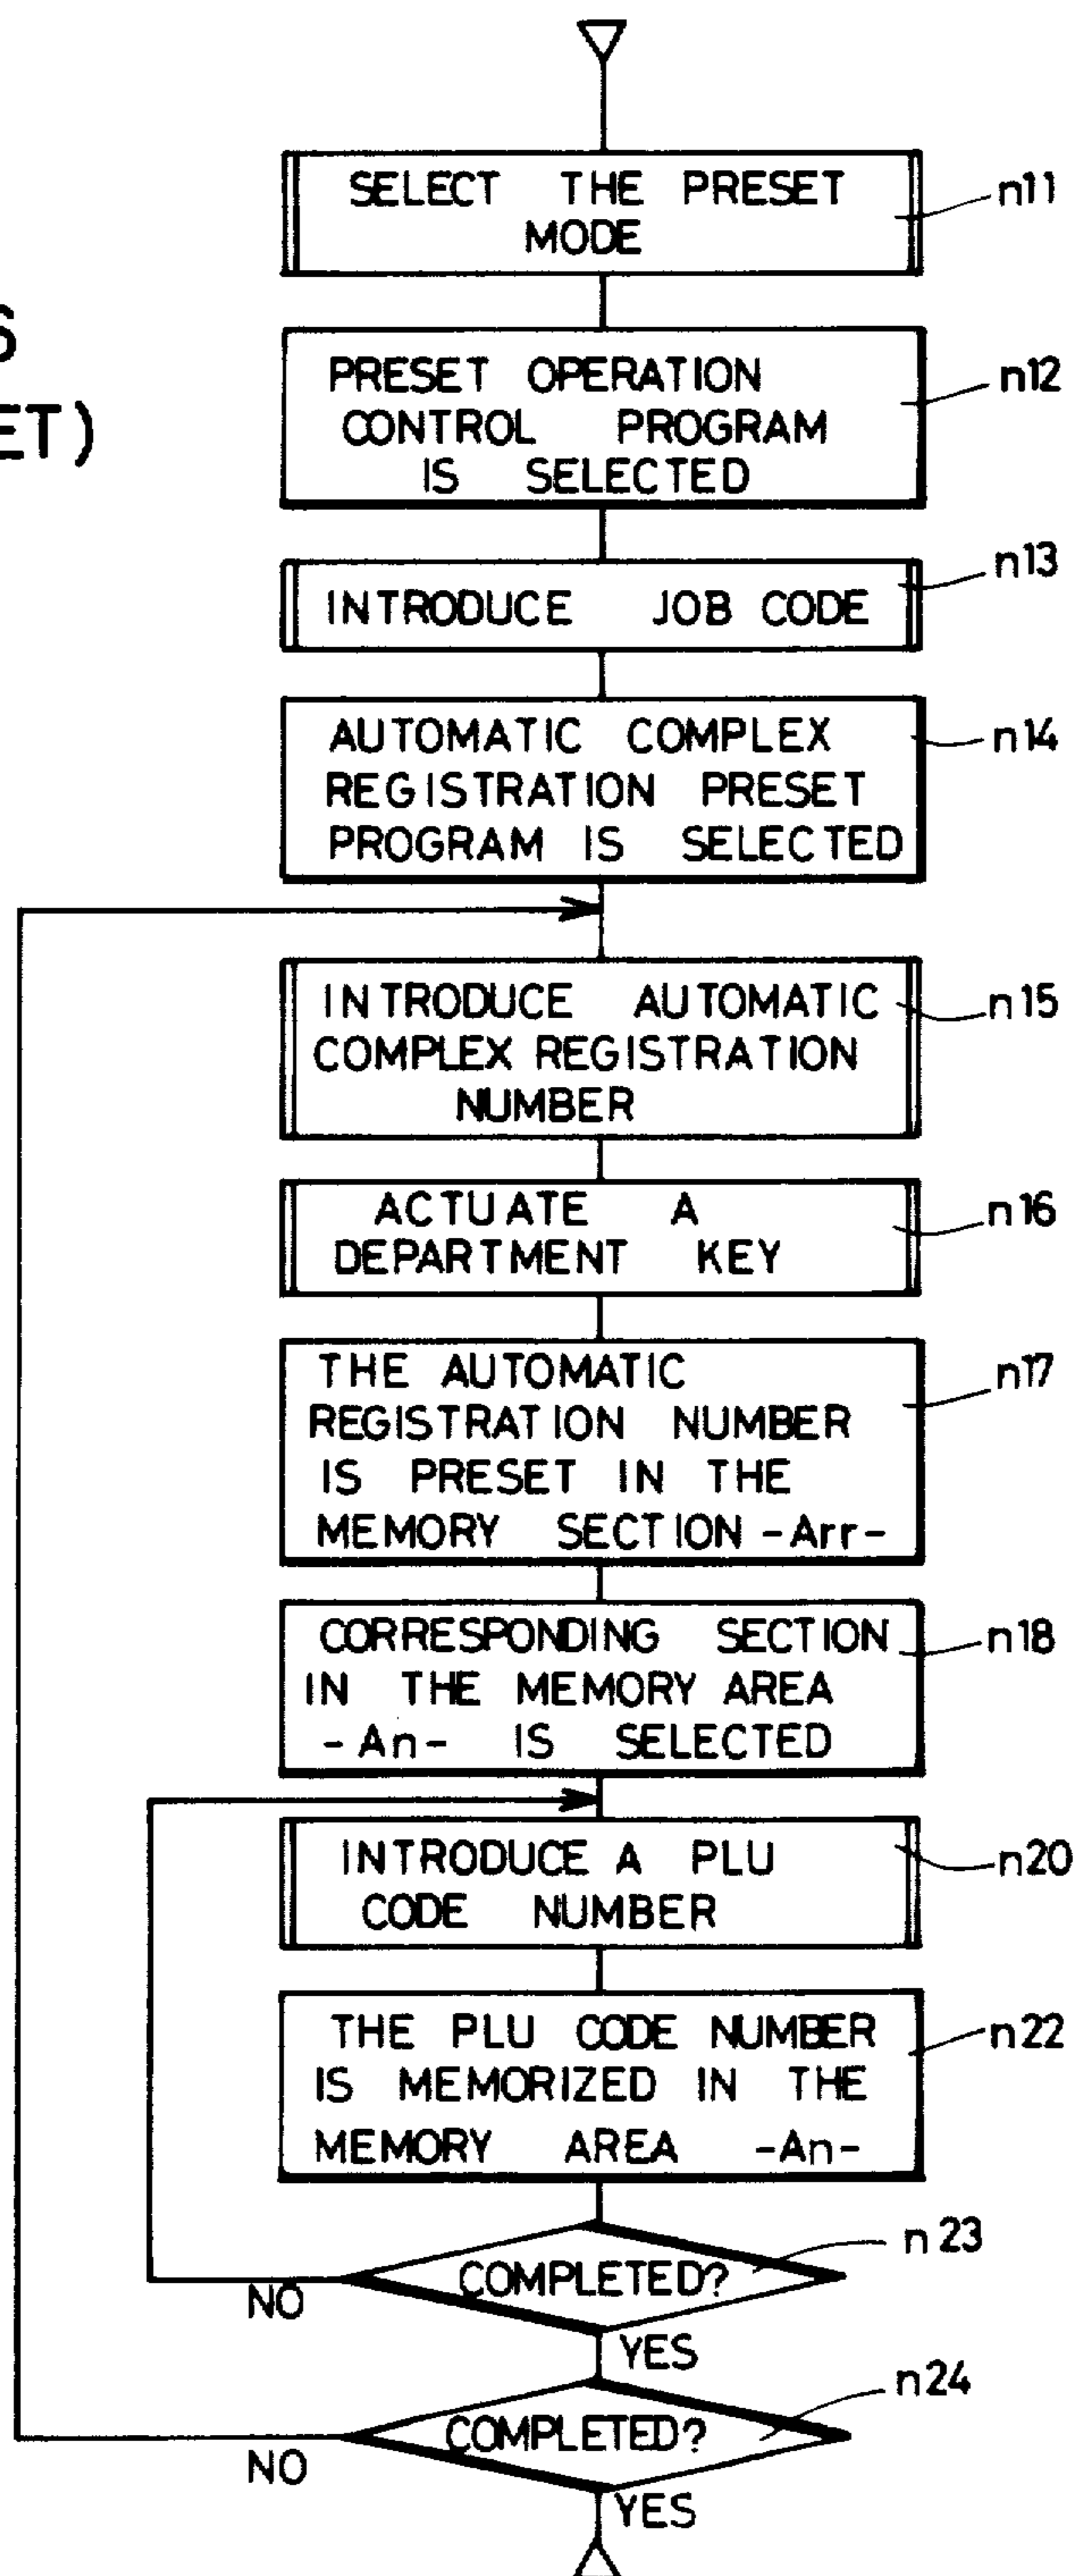 SELECT THE PRESET
MODE
n11
PRESET OPERATION
CONTROL PROGRAM
IS SELECTED
n12
INTRODUCE JOB CODE
n13
AUTOMATIC COMPLEX
REGISTRATION PRESET
PROGRAM IS SELECTED
n14
INTRODUCE AUTOMATIC
COMPLEX REGISTRATION
NUMBER
n15
ACTUATE A
DEPARTMENT KEY
n16
THE AUTOMATIC
REGISTRATION NUMBER
IS PRESET IN THE
MEMORY SECTION -Arr-
n17
CORRESPONDING SECTION
IN THE MEMORY AREA
-An- IS SELECTED
n18
INTRODUCE A PLU
CODE NUMBER
n20
THE PLU CODE NUMBER
IS MEMORIZED IN THE
MEMORY AREA -An-
n22
COMPLETED?
n23
NO
YES
COMPLETED?
n24
NO
YES